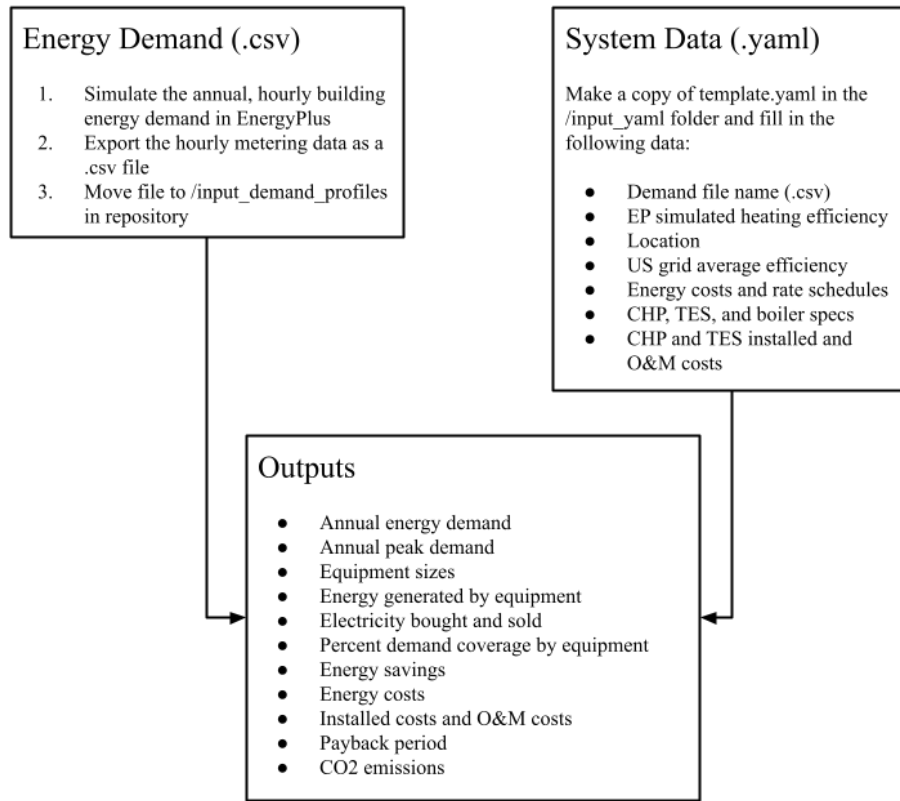 Energy Demand (.csv)
1. Simulate the annual, hourly building
energy demand in EnergyPlus
2. Export the hourly metering data as a
.csv file
3. Move file to /input_demand_profiles
in repository
System Data (.yaml)
Make a copy of template.yaml in the
/input_yaml folder and fill in the
following data:
● Demand file name (.csv)
● EP simulated heating efficiency
● Location
● US grid average efficiency
● Energy costs and rate schedules
● CHP, TES, and boiler specs
● CHP and TES installed and
O&M costs
Outputs
● Annual energy demand
● Annual peak demand
● Equipment sizes
● Energy generated by equipment
● Electricity bought and sold
● Percent demand coverage by equipment
● Energy savings
● Energy costs
● Installed costs and O&M costs
● Payback period
● CO2 emissions